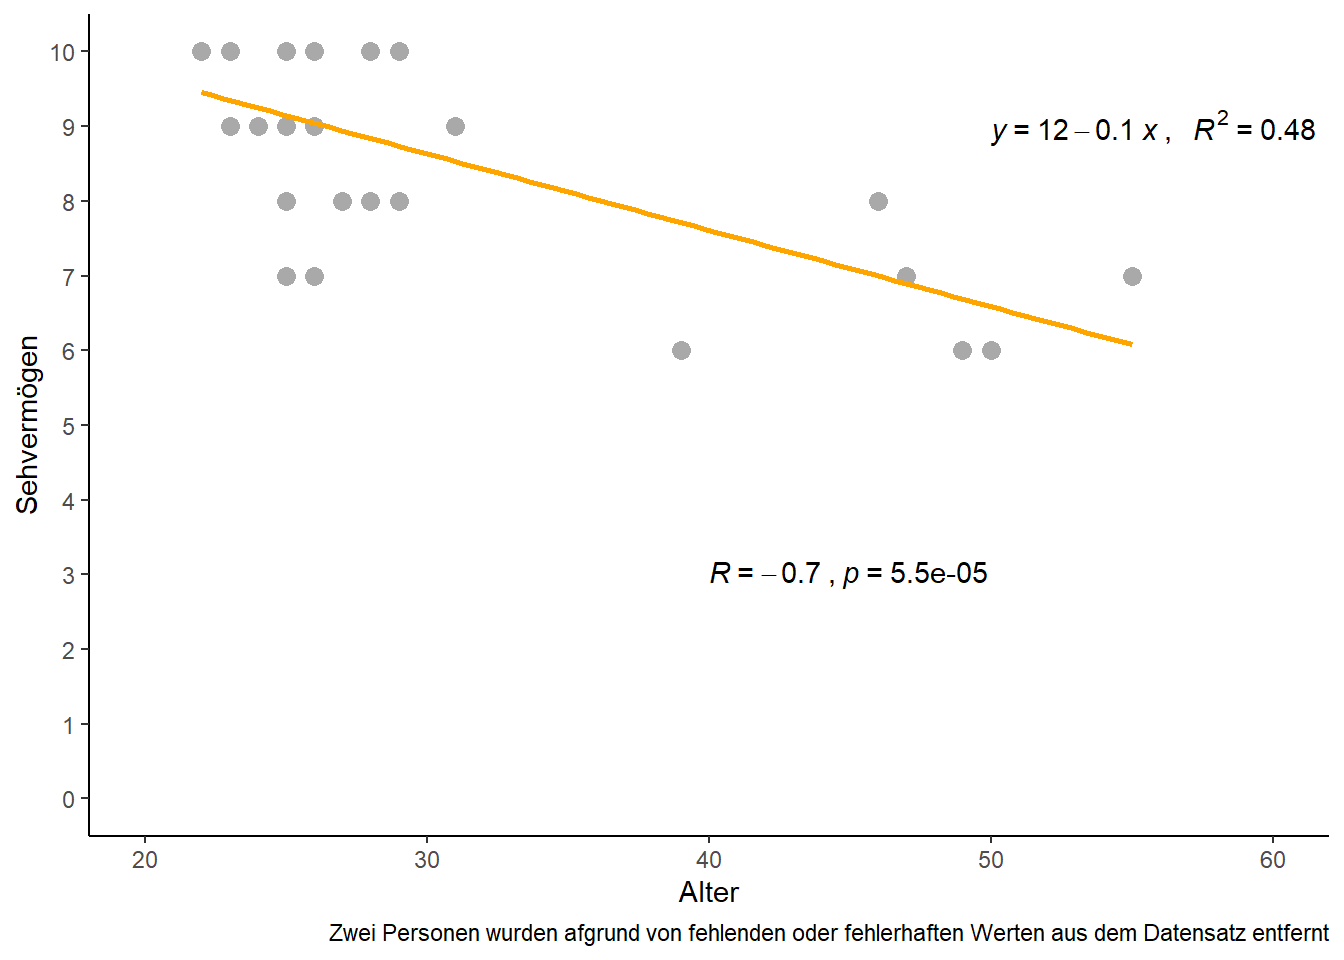 10
9
y = 12 − 0.1 x , R² = 0.48
8
7
6
5
4
3
R = −0.7 , p = 5.5e-05
2
1
0
Sehvermögen
20 30 40 50 60
Alter
Zwei Personen wurden afgrund von fehlenden oder fehlerhaften Werten aus dem Datensatz entfernt